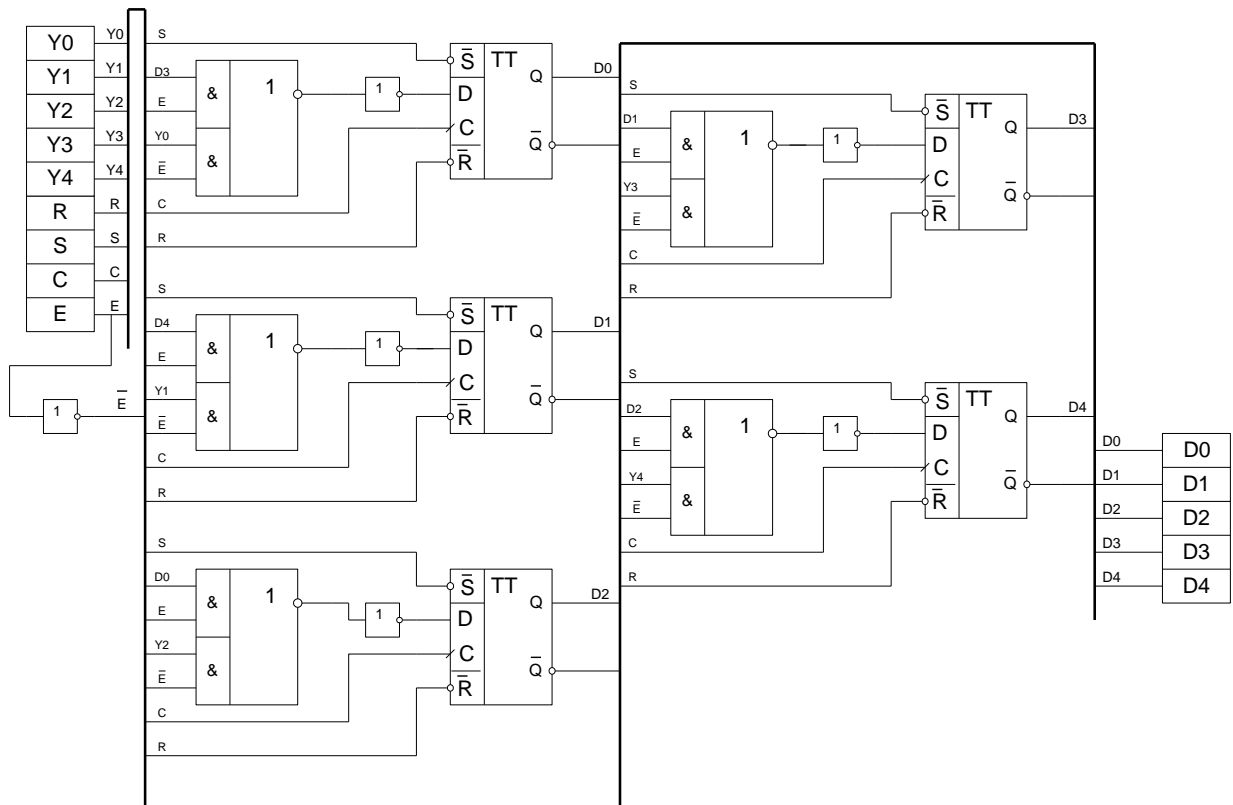 Y0 Y0
Y1 Y1
Y2 Y2
Y3 Y3
Y4 Y4
R R
S S
C C
E E
1 E̅
S
D3
E
Y0
E̅
C
R
& & 1 1
S̅ TT
D Q D0
C
R̅ Q̅
S
D4
E
Y1
E̅
C
R
& & 1 1
S̅ TT
D Q D1
C
R̅ Q̅
S
D0
E
Y2
E̅
C
R
& & 1 1
S̅ TT
D Q D2
C
R̅ Q̅
S
D1
E
Y3
E̅
C
R
& & 1 1
S̅ TT
D Q D3
C
R̅ Q̅
S
D2
E
Y4
E̅
C
R
& & 1 1
S̅ TT
D Q D4
C
R̅ Q̅
D0 D0
D1 D1
D2 D2
D3 D3
D4 D4